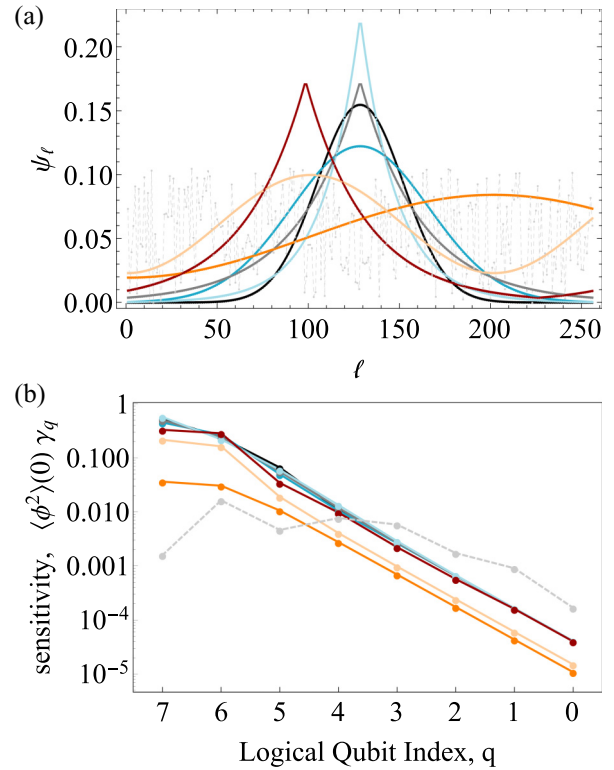 (a)
0.20
0.15
0.10
0.05
0.00
ψℓ
0 50 100 150 200 250
ℓ
(b)
1
0.100
0.010
0.001
10⁻⁴
10⁻⁵
sensitivity, ⟨ϕ²⟩(0) γq
7 6 5 4 3 2 1 0
Logical Qubit Index, q